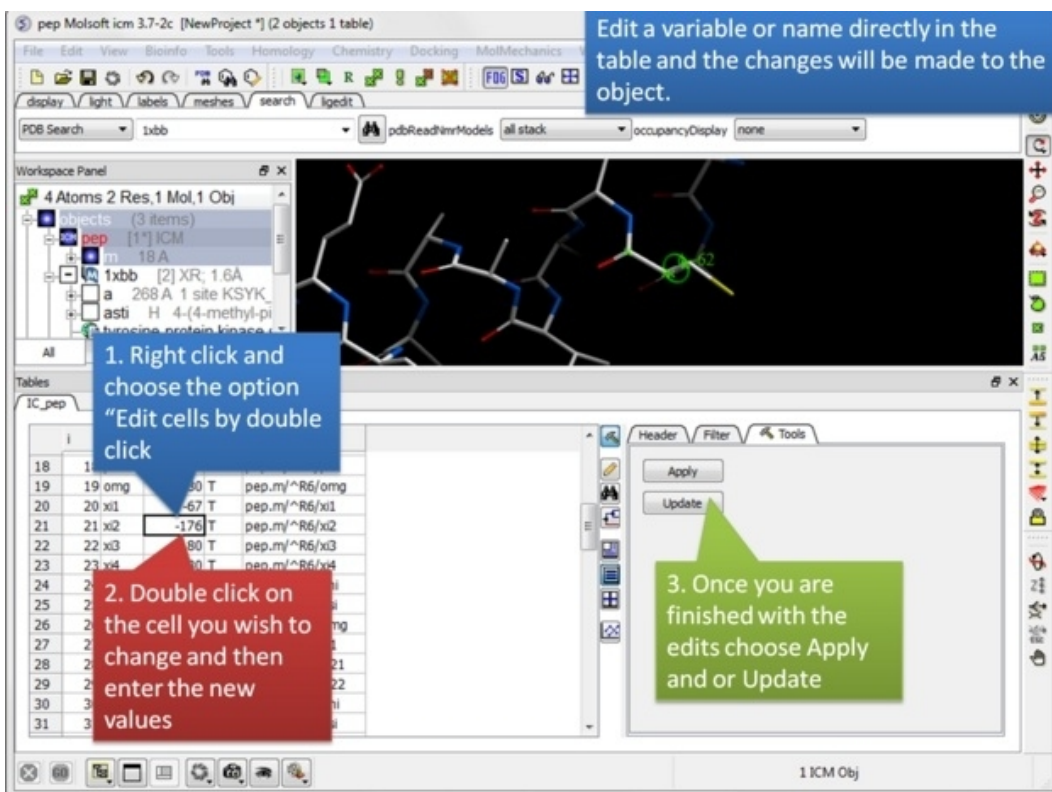 pep Molsoft icm 3.7-2c [NewProject *] (2 objects 1 table)
Edit a variable or name directly in the
table and the changes will be made to the
object.
File Edit View Bioinfo Tools Homology Chemistry Docking MolMechanics
R FOG S
display light labels meshes search ligedit
PDB Search 1xbb pdbReadNmrModels all stack occupancyDisplay none
Workspace Panel
4 Atoms 2 Res,1 Mol,1 Obj
objects (3 items)
pep [1*] ICM
m 18 A
1xbb [2] XR; 1.6Å
a 268 A 1 site KSYK_
asti H 4-(4-methyl-pi
tyrosine-protein kinase
All
62
1. Right click and
choose the option
“Edit cells by double
click
Tables
IC_pep
i
18
19 19 omg T pep.m/^R6/omg
20 20 xi1 -67 T pep.m/^R6/xi1
21 21 xi2 -176 T pep.m/^R6/xi2
22 22 xi3 80 T pep.m/^R6/xi3
23 23 xi4 T pep.m/^R6/xi4
24
25
26
27
28
29
30
31
2. Double click on
the cell you wish to
change and then
enter the new
values
Header Filter Tools
Apply
Update
3. Once you are
finished with the
edits choose Apply
and or Update
GO
1 ICM Obj